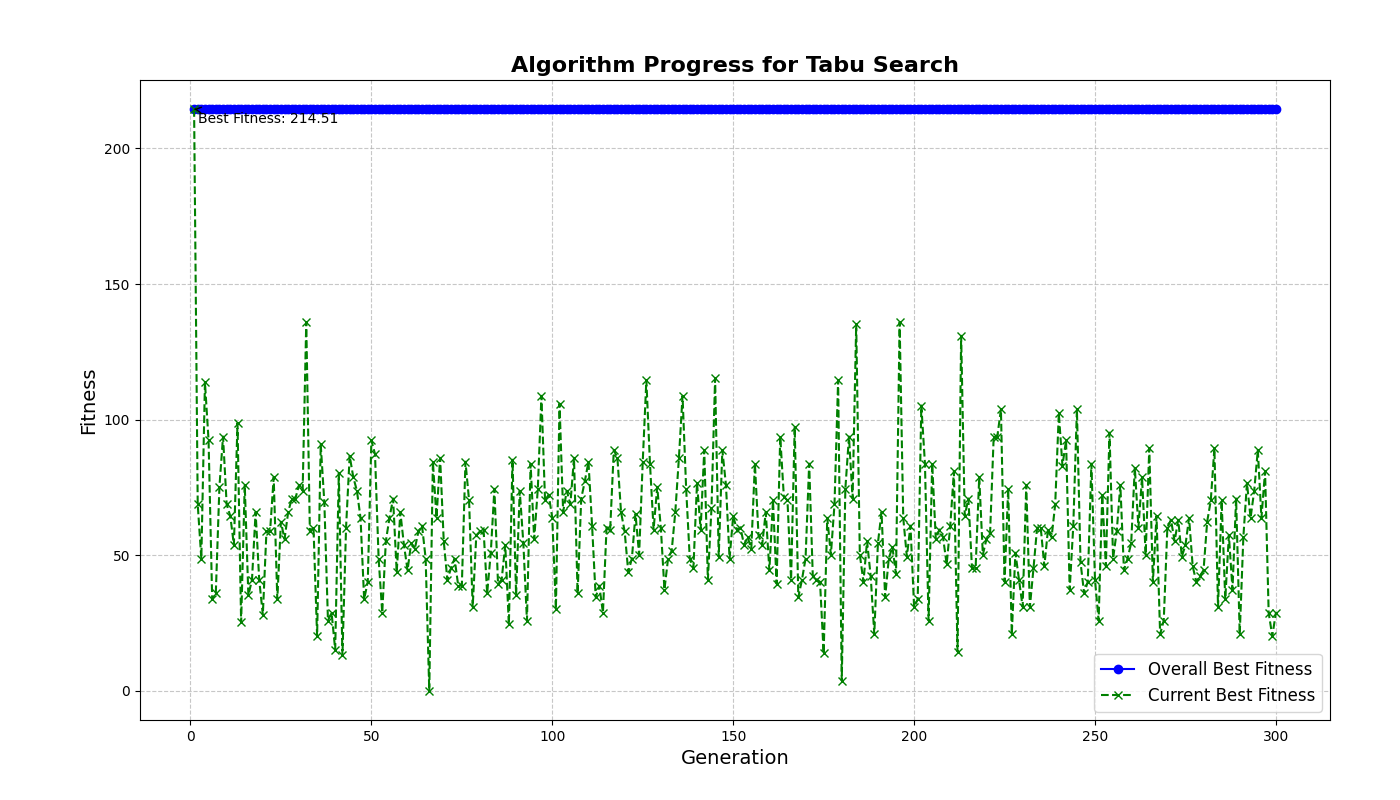 Algorithm Progress for Tabu Search
Best Fitness: 214.51
200
150
100
50
0
Fitness
0 50 100 150 200 250 300
Generation
Overall Best Fitness
Current Best Fitness